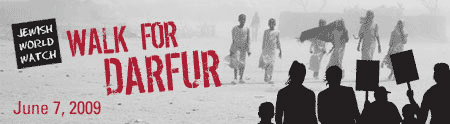 JEWISH
WORLD
WATCH
WALK FOR
DARFUR
June 7, 2009